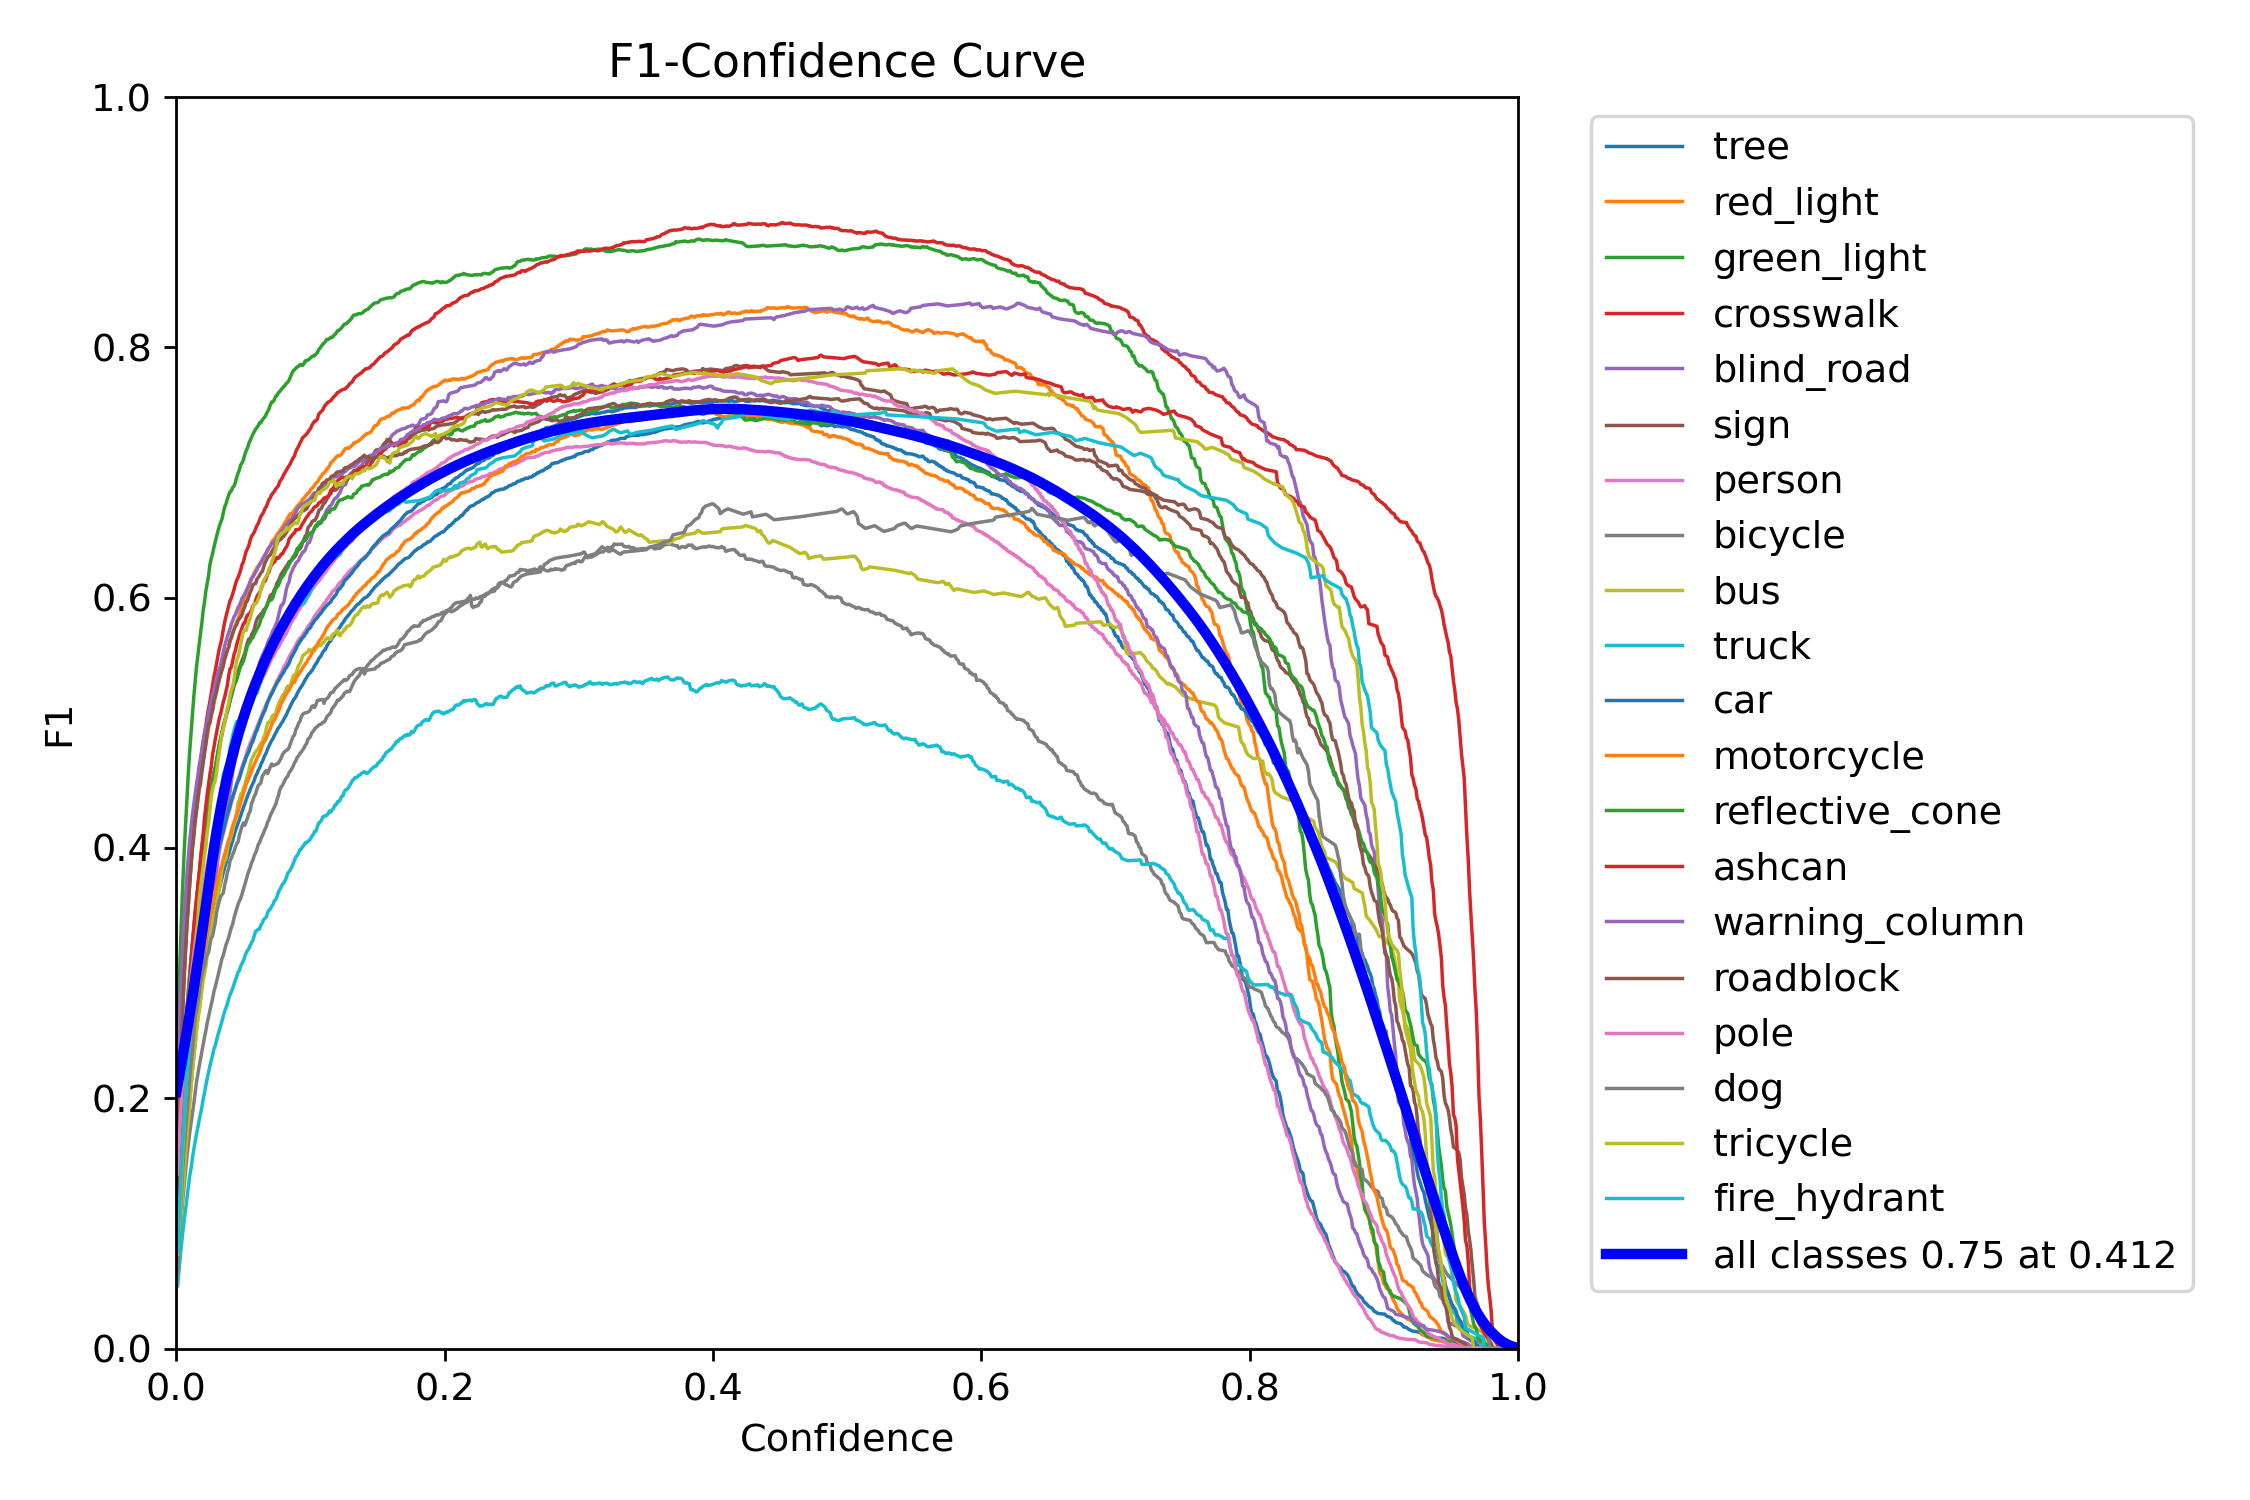 F1-Confidence Curve
1.0
0.8
0.6
0.4
0.2
0.0
F1
0.0 0.2 0.4 0.6 0.8 1.0
Confidence
tree
red_light
green_light
crosswalk
blind_road
sign
person
bicycle
bus
truck
car
motorcycle
reflective_cone
ashcan
warning_column
roadblock
pole
dog
tricycle
fire_hydrant
all classes 0.75 at 0.412